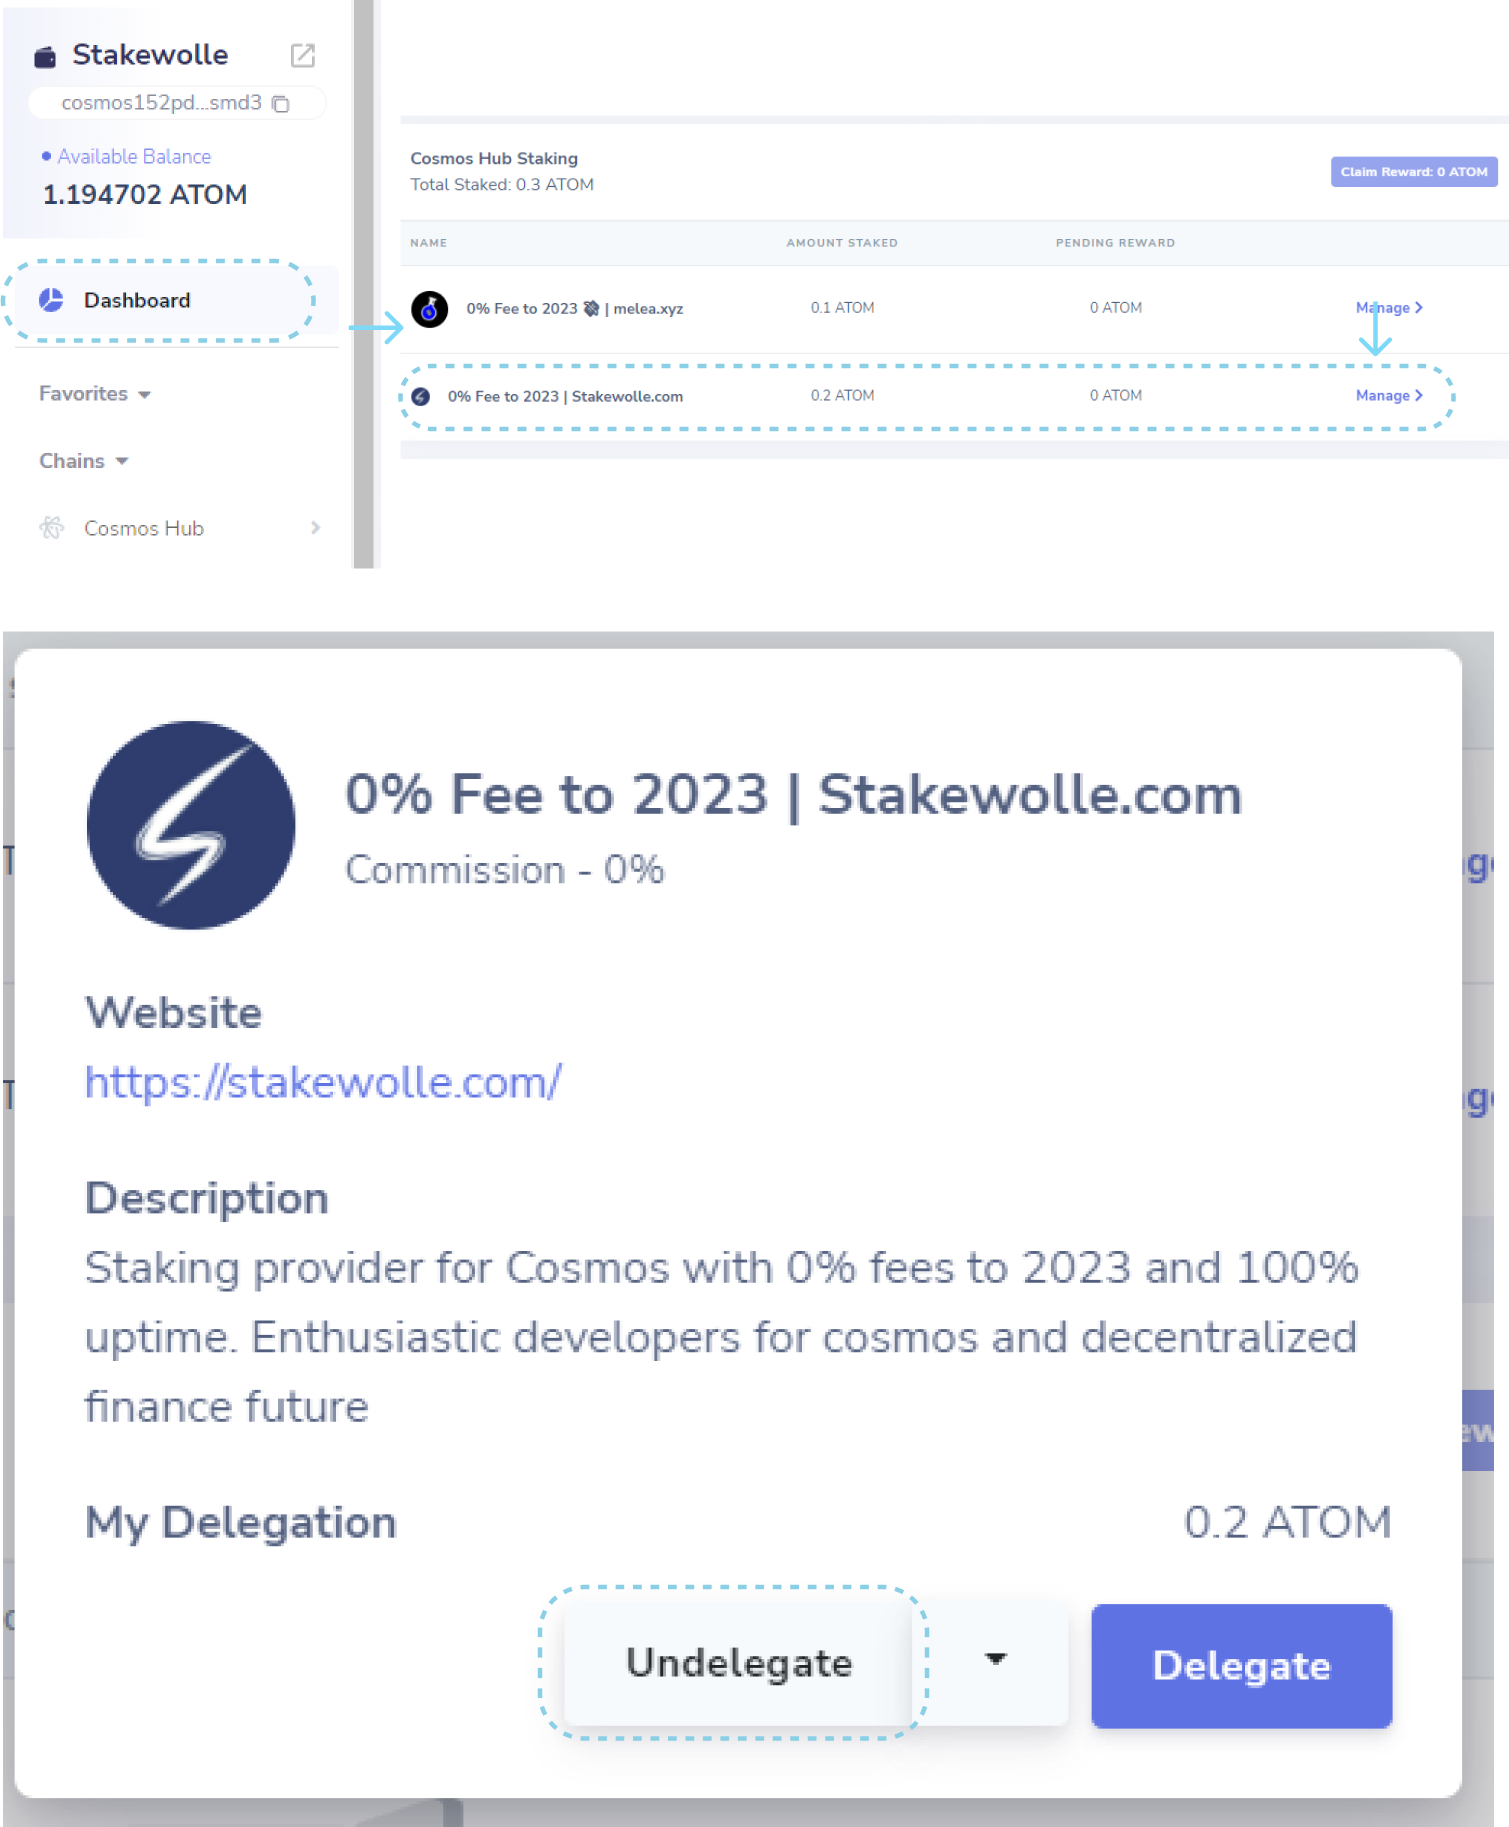 Stakewolle
cosmos152pd...smd3
Available Balance
1.194702 ATOM
Dashboard
Favorites
Chains
Cosmos Hub
Cosmos Hub Staking
Total Staked: 0.3 ATOM
Claim Reward: 0 ATOM
NAME AMOUNT STAKED PENDING REWARD
0% Fee to 2023 | melea.xyz 0.1 ATOM 0 ATOM Manage
0% Fee to 2023 | Stakewolle.com 0.2 ATOM 0 ATOM Manage
0% Fee to 2023 | Stakewolle.com
Commission - 0%
Website
https://stakewolle.com/
Description
Staking provider for Cosmos with 0% fees to 2023 and 100%
uptime. Enthusiastic developers for cosmos and decentralized
finance future
My Delegation 0.2 ATOM
Undelegate Delegate